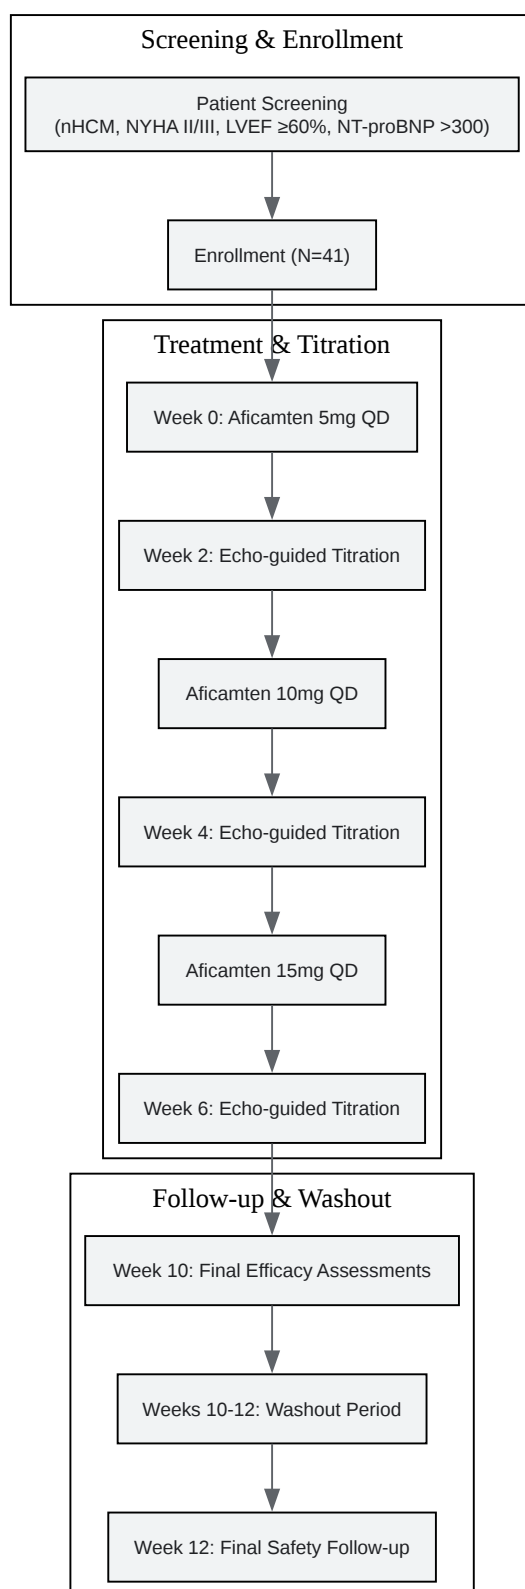 Screening & Enrollment
Patient Screening
(nHCM, NYHA II/III, LVEF ≥60%, NT-proBNP >300)
Enrollment (N=41)
Treatment & Titration
Week 0: Aficamten 5mg QD
Week 2: Echo-guided Titration
Aficamten 10mg QD
Week 4: Echo-guided Titration
Aficamten 15mg QD
Week 6: Echo-guided Titration
Follow-up & Washout
Week 10: Final Efficacy Assessments
Weeks 10-12: Washout Period
Week 12: Final Safety Follow-up